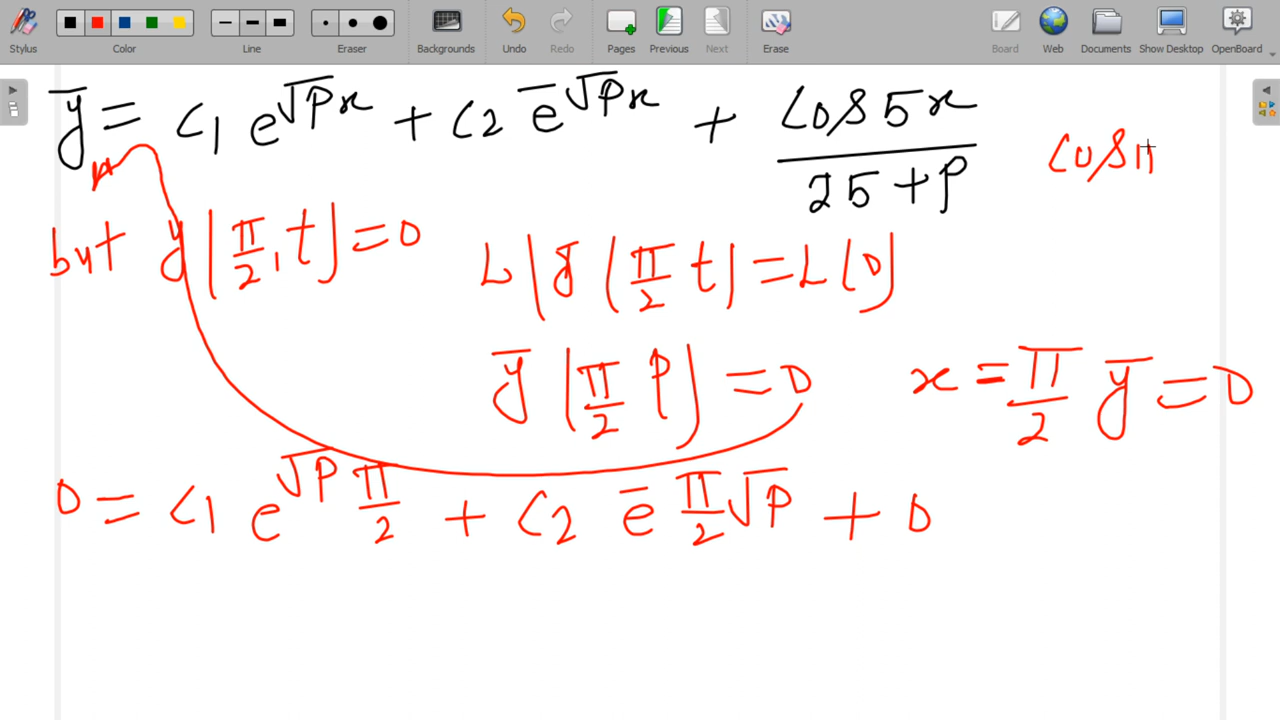 Stylus Color Line Eraser Backgrounds Undo Redo Pages Previous Next Erase Board Web Documents Show Desktop OpenBoard
ȳ = c1 e^√p x + c2 e^-√p x + cos 5x / 25 + p cos π
but y(π/2, t) = 0 L(y(π/2 t) = L(0)
ȳ(π/2 p) = 0 x = π/2 ȳ = 0
0 = c1 e^√p π/2 + c2 e^-π/2 √p + 0